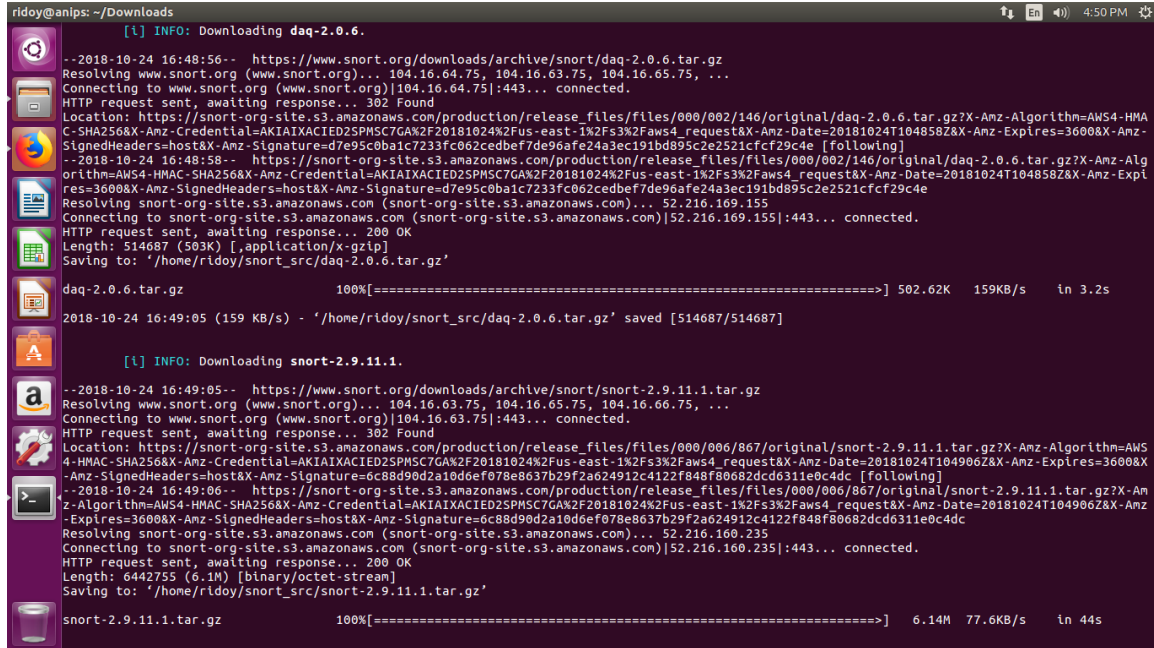 ridoy@anips: ~/Downloads
En
4:50 PM
[i] INFO: Downloading daq-2.0.6.
--2018-10-24 16:48:56--  https://www.snort.org/downloads/archive/snort/daq-2.0.6.tar.gz
Resolving www.snort.org (www.snort.org)... 104.16.64.75, 104.16.63.75, 104.16.65.75, ...
Connecting to www.snort.org (www.snort.org)|104.16.64.75|:443... connected.
HTTP request sent, awaiting response... 302 Found
Location: https://snort-org-site.s3.amazonaws.com/production/release_files/files/000/002/146/original/daq-2.0.6.tar.gz?X-Amz-Algorithm=AWS4-HMA
C-SHA256&X-Amz-Credential=AKIAIXACIED2SPMSC7GA%2F20181024%2Fus-east-1%2Fs3%2Faws4_request&X-Amz-Date=20181024T104858Z&X-Amz-Expires=3600&X-Amz-
SignedHeaders=host&X-Amz-Signature=d7e95c0ba1c7233fc062cedbef7de96afe24a3ec191bd895c2e2521cfcf29c4e [following]
--2018-10-24 16:48:58--  https://snort-org-site.s3.amazonaws.com/production/release_files/files/000/002/146/original/daq-2.0.6.tar.gz?X-Amz-Alg
orithm=AWS4-HMAC-SHA256&X-Amz-Credential=AKIAIXACIED2SPMSC7GA%2F20181024%2Fus-east-1%2Fs3%2Faws4_request&X-Amz-Date=20181024T104858Z&X-Amz-Expi
res=3600&X-Amz-SignedHeaders=host&X-Amz-Signature=d7e95c0ba1c7233fc062cedbef7de96afe24a3ec191bd895c2e2521cfcf29c4e
Resolving snort-org-site.s3.amazonaws.com (snort-org-site.s3.amazonaws.com)... 52.216.169.155
Connecting to snort-org-site.s3.amazonaws.com (snort-org-site.s3.amazonaws.com)|52.216.169.155|:443... connected.
HTTP request sent, awaiting response... 200 OK
Length: 514687 (503K) [,application/x-gzip]
Saving to: ‘/home/ridoy/snort_src/daq-2.0.6.tar.gz’
daq-2.0.6.tar.gz 100%[===================================================================>] 502.62K 159KB/s in 3.2s
2018-10-24 16:49:05 (159 KB/s) - ‘/home/ridoy/snort_src/daq-2.0.6.tar.gz’ saved [514687/514687]
[i] INFO: Downloading snort-2.9.11.1.
--2018-10-24 16:49:05--  https://www.snort.org/downloads/archive/snort/snort-2.9.11.1.tar.gz
Resolving www.snort.org (www.snort.org)... 104.16.63.75, 104.16.65.75, 104.16.66.75, ...
Connecting to www.snort.org (www.snort.org)|104.16.63.75|:443... connected.
HTTP request sent, awaiting response... 302 Found
Location: https://snort-org-site.s3.amazonaws.com/production/release_files/files/000/006/867/original/snort-2.9.11.1.tar.gz?X-Amz-Algorithm=AWS
4-HMAC-SHA256&X-Amz-Credential=AKIAIXACIED2SPMSC7GA%2F20181024%2Fus-east-1%2Fs3%2Faws4_request&X-Amz-Date=20181024T104906Z&X-Amz-Expires=3600&X
-Amz-SignedHeaders=host&X-Amz-Signature=6c88d90d2a10d6ef078e8637b29f2a624912c4122f848f80682dcd6311e0c4dc [following]
--2018-10-24 16:49:06--  https://snort-org-site.s3.amazonaws.com/production/release_files/files/000/006/867/original/snort-2.9.11.1.tar.gz?X-Am
z-Algorithm=AWS4-HMAC-SHA256&X-Amz-Credential=AKIAIXACIED2SPMSC7GA%2F20181024%2Fus-east-1%2Fs3%2Faws4_request&X-Amz-Date=20181024T104906Z&X-Amz
-Expires=3600&X-Amz-SignedHeaders=host&X-Amz-Signature=6c88d90d2a10d6ef078e8637b29f2a624912c4122f848f80682dcd6311e0c4dc
Resolving snort-org-site.s3.amazonaws.com (snort-org-site.s3.amazonaws.com)... 52.216.160.235
Connecting to snort-org-site.s3.amazonaws.com (snort-org-site.s3.amazonaws.com)|52.216.160.235|:443... connected.
HTTP request sent, awaiting response... 200 OK
Length: 6442755 (6.1M) [binary/octet-stream]
Saving to: ‘/home/ridoy/snort_src/snort-2.9.11.1.tar.gz’
snort-2.9.11.1.tar.gz 100%[===================================================================>] 6.14M 77.6KB/s in 44s